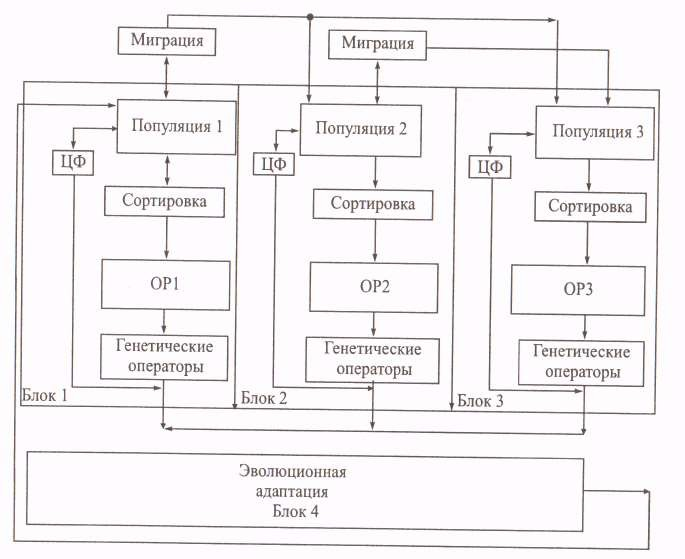 Миграция
Миграция
Популяция 1
ЦФ
Сортировка
ОР1
Генетические
операторы
Блок 1
Популяция 2
ЦФ
Сортировка
ОР2
Генетические
операторы
Блок 2
Популяция 3
ЦФ
Сортировка
ОР3
Генетические
операторы
Блок 3
Эволюционная
адаптация
Блок 4